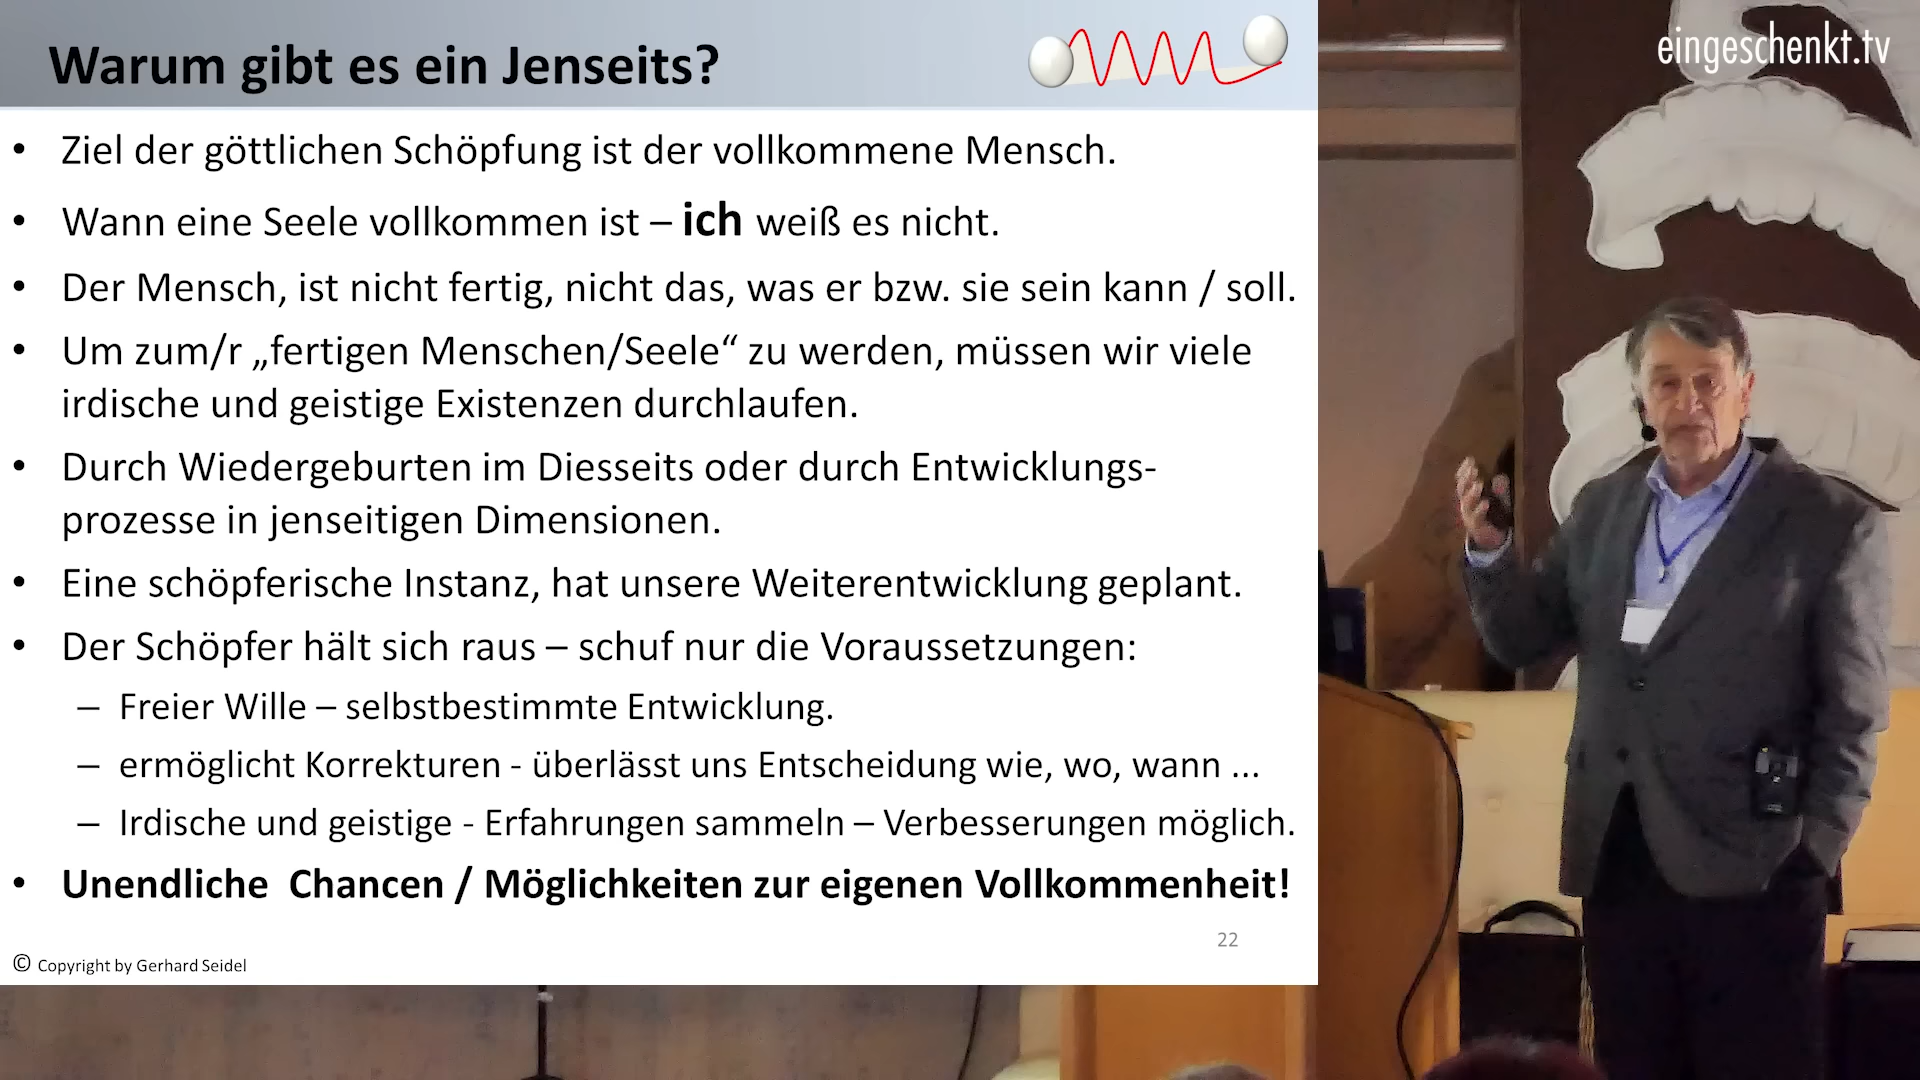 Warum gibt es ein Jenseits?
eingeschenkt.tv
• Ziel der göttlichen Schöpfung ist der vollkommene Mensch.
• Wann eine Seele vollkommen ist – ich weiß es nicht.
• Der Mensch, ist nicht fertig, nicht das, was er bzw. sie sein kann / soll.
• Um zum/r „fertigen Menschen/Seele“ zu werden, müssen wir viele
irdische und geistige Existenzen durchlaufen.
• Durch Wiedergeburten im Diesseits oder durch Entwicklungs-
prozesse in jenseitigen Dimensionen.
• Eine schöpferische Instanz, hat unsere Weiterentwicklung geplant.
• Der Schöpfer hält sich raus – schuf nur die Voraussetzungen:
– Freier Wille – selbstbestimmte Entwicklung.
– ermöglicht Korrekturen - überlässt uns Entscheidung wie, wo, wann ...
– Irdische und geistige - Erfahrungen sammeln – Verbesserungen möglich.
• Unendliche  Chancen / Möglichkeiten zur eigenen Vollkommenheit!
22
© Copyright by Gerhard Seidel